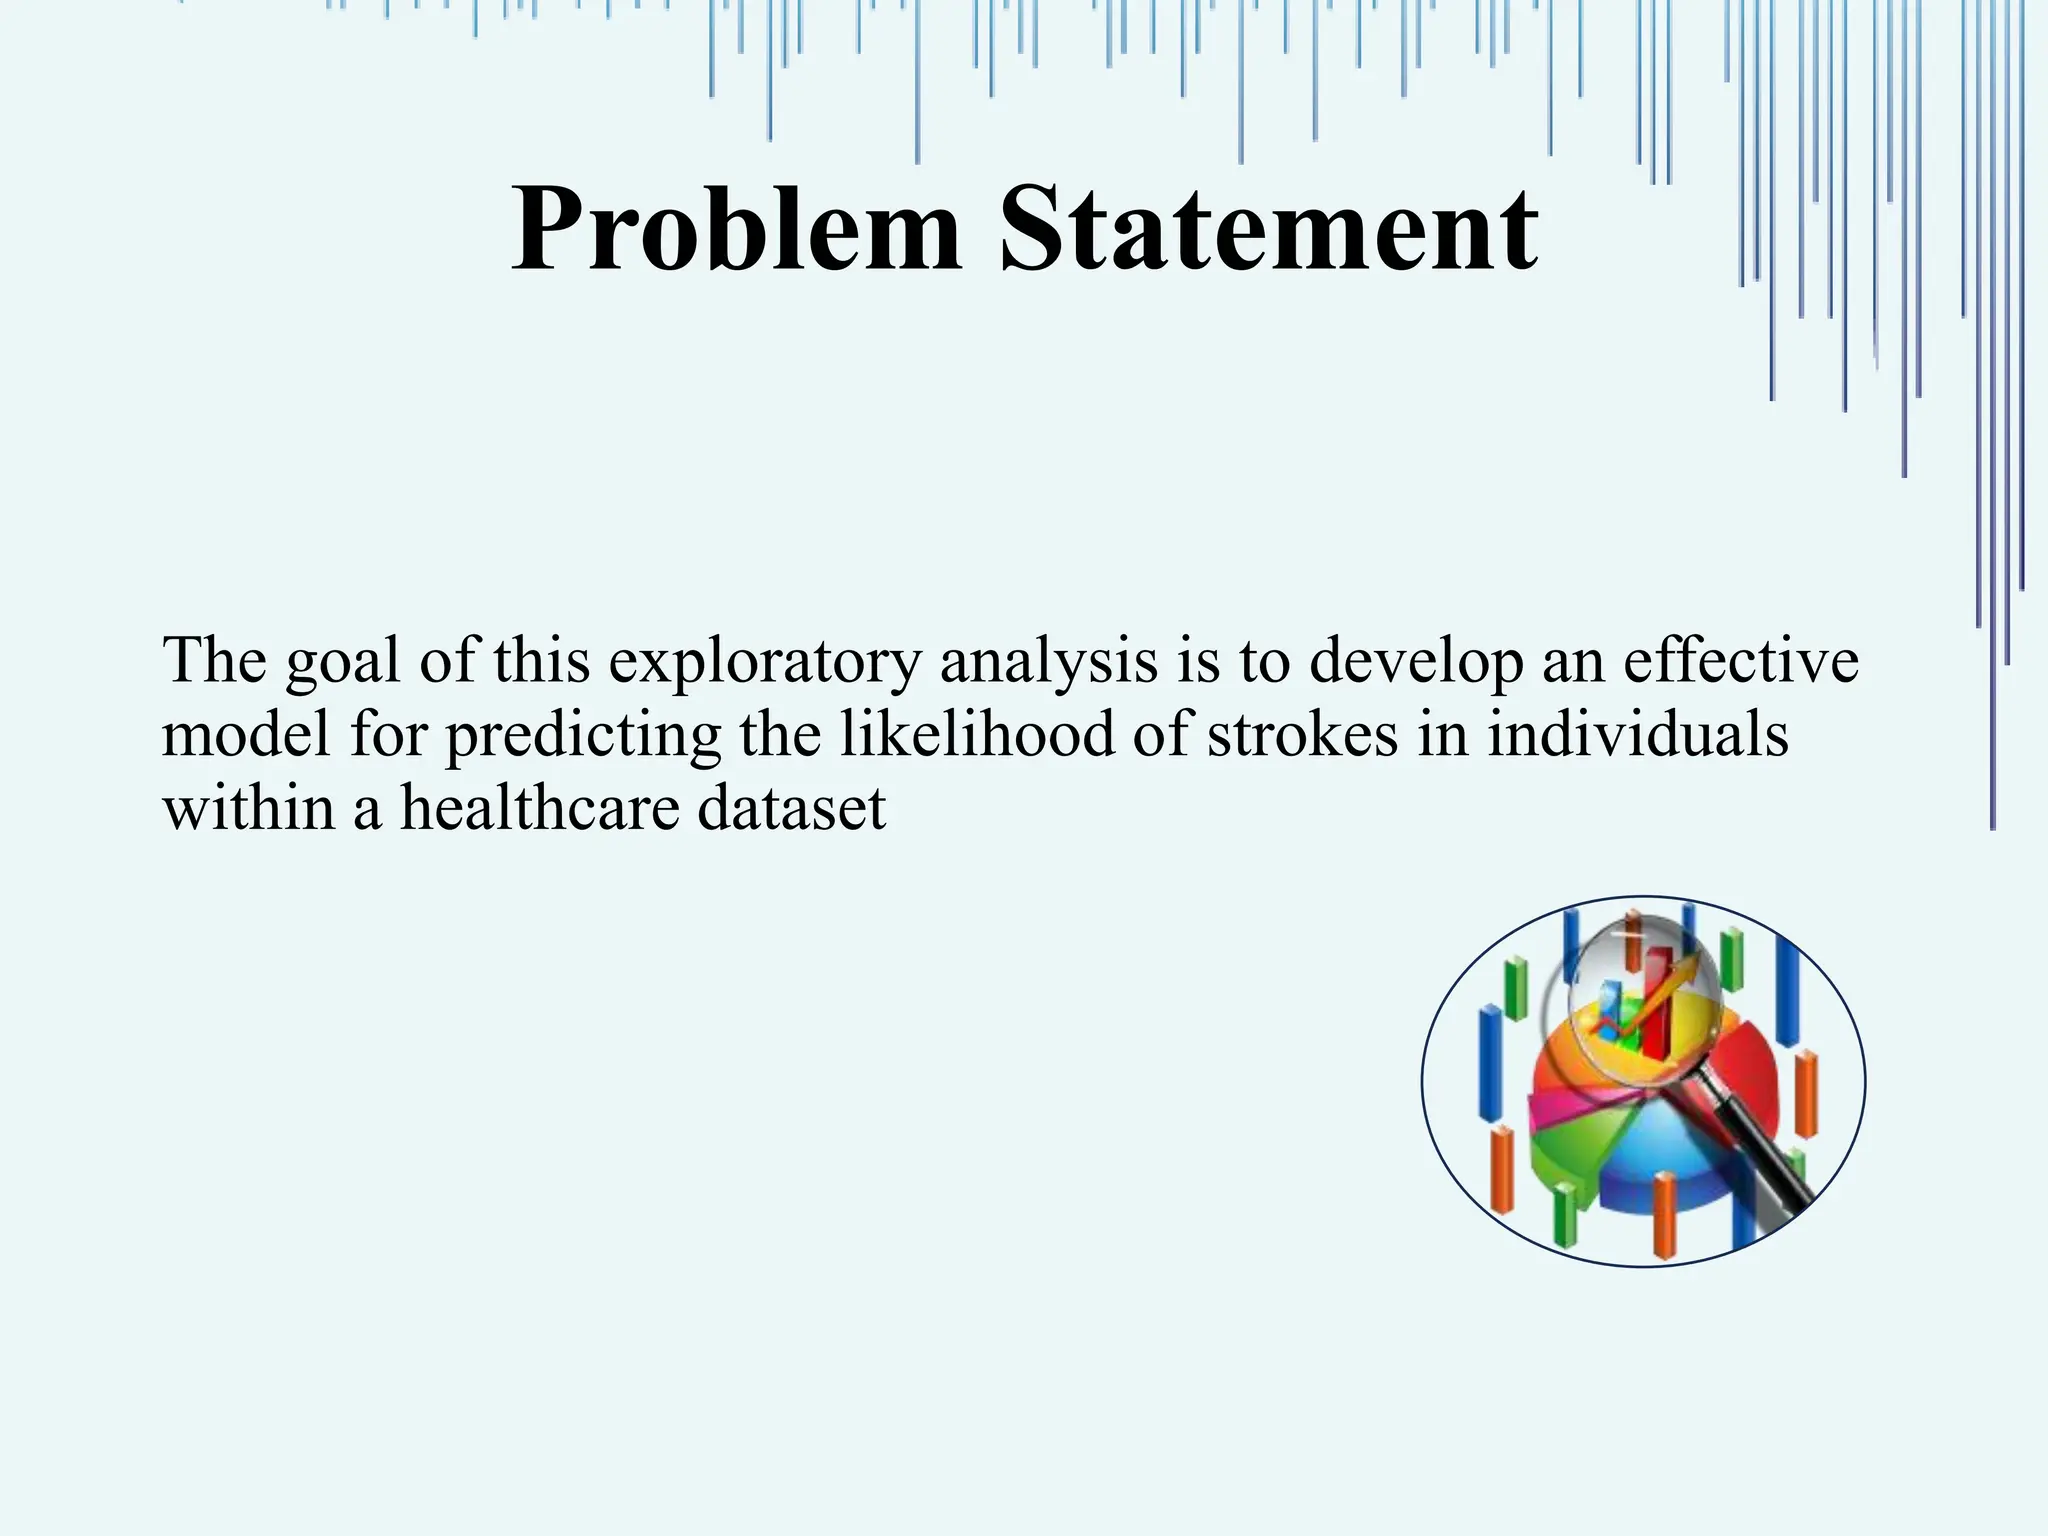 Problem Statement
The goal of this exploratory analysis is to develop an effective
model for predicting the likelihood of strokes in individuals
within a healthcare dataset